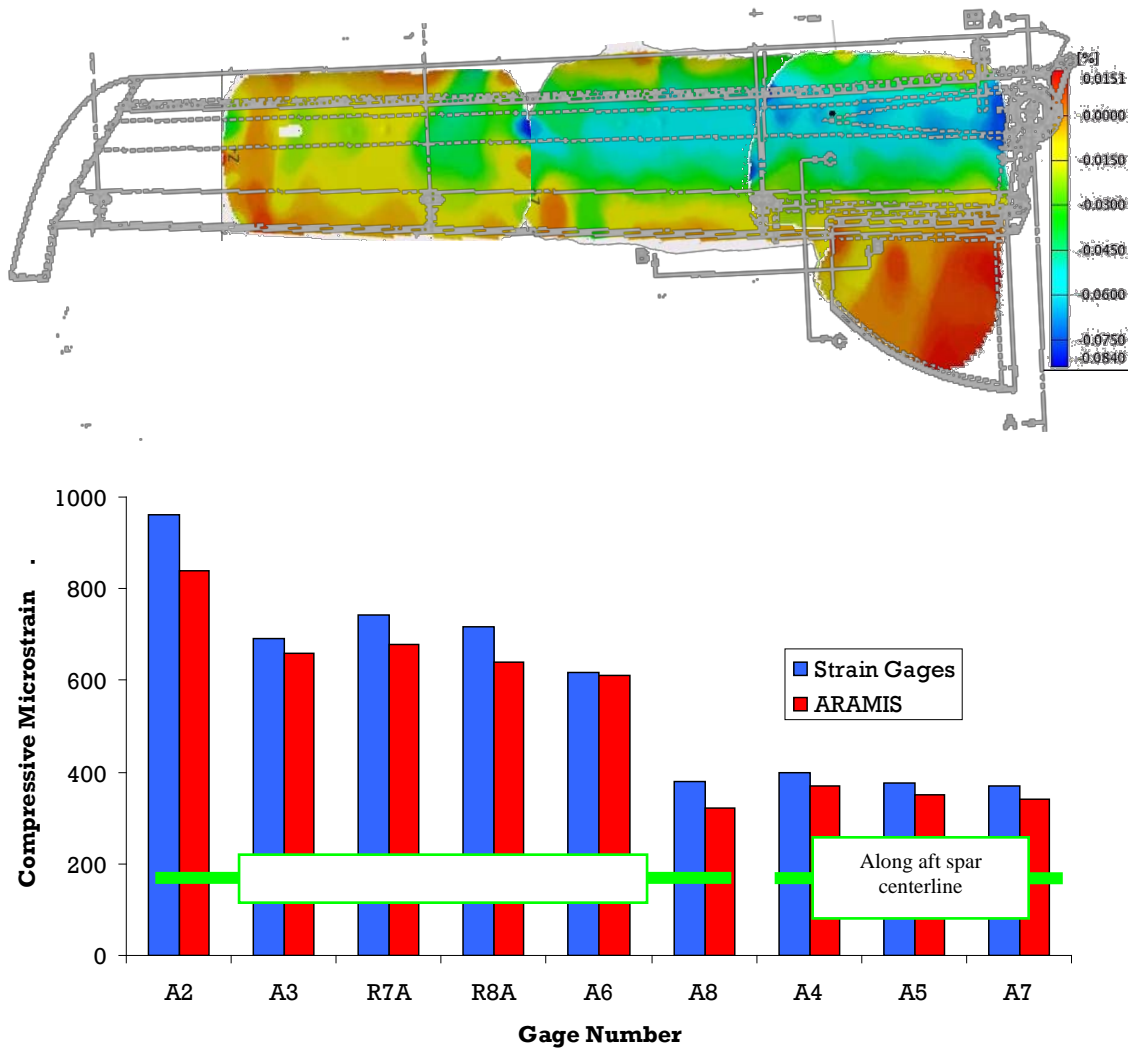 A
[%]
0.0151
0.0000
-0.0150
-0.0300
-0.0450
-0.0600
-0.0750
-0.0840
A
1000
800
600
400
200
0
Compressive Microstrain .
Strain Gages
ARAMIS
Along aft spar
centerline
A2 A3 R7A R8A A6 A8 A4 A5 A7
Gage Number